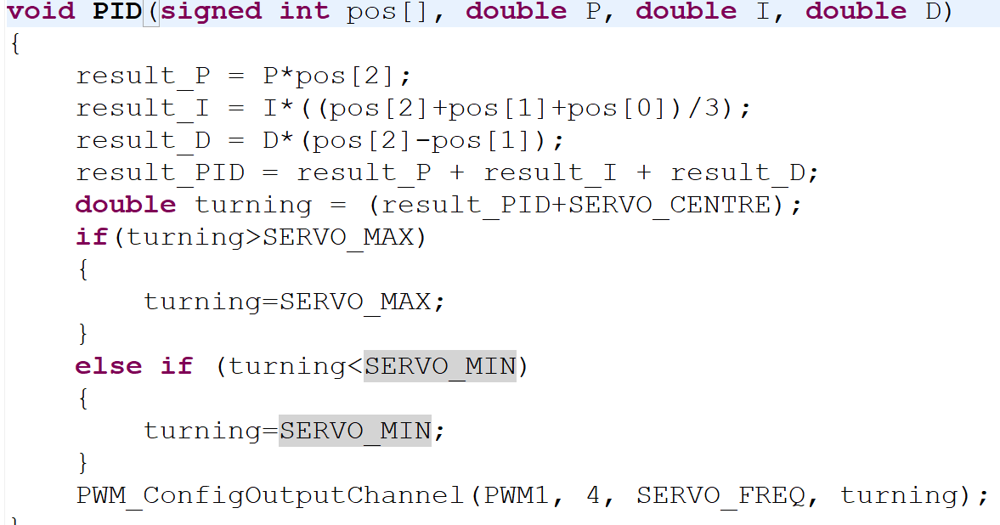 void PID(signed int pos[], double P, double I, double D)
{
    result_P = P*pos[2];
    result_I = I*((pos[2]+pos[1]+pos[0])/3);
    result_D = D*(pos[2]-pos[1]);
    result_PID = result_P + result_I + result_D;
    double turning = (result_PID+SERVO_CENTRE);
    if(turning>SERVO_MAX)
    {
        turning=SERVO_MAX;
    }
    else if (turning<SERVO_MIN)
    {
        turning=SERVO_MIN;
    }
    PWM_ConfigOutputChannel(PWM1, 4, SERVO_FREQ, turning);
}